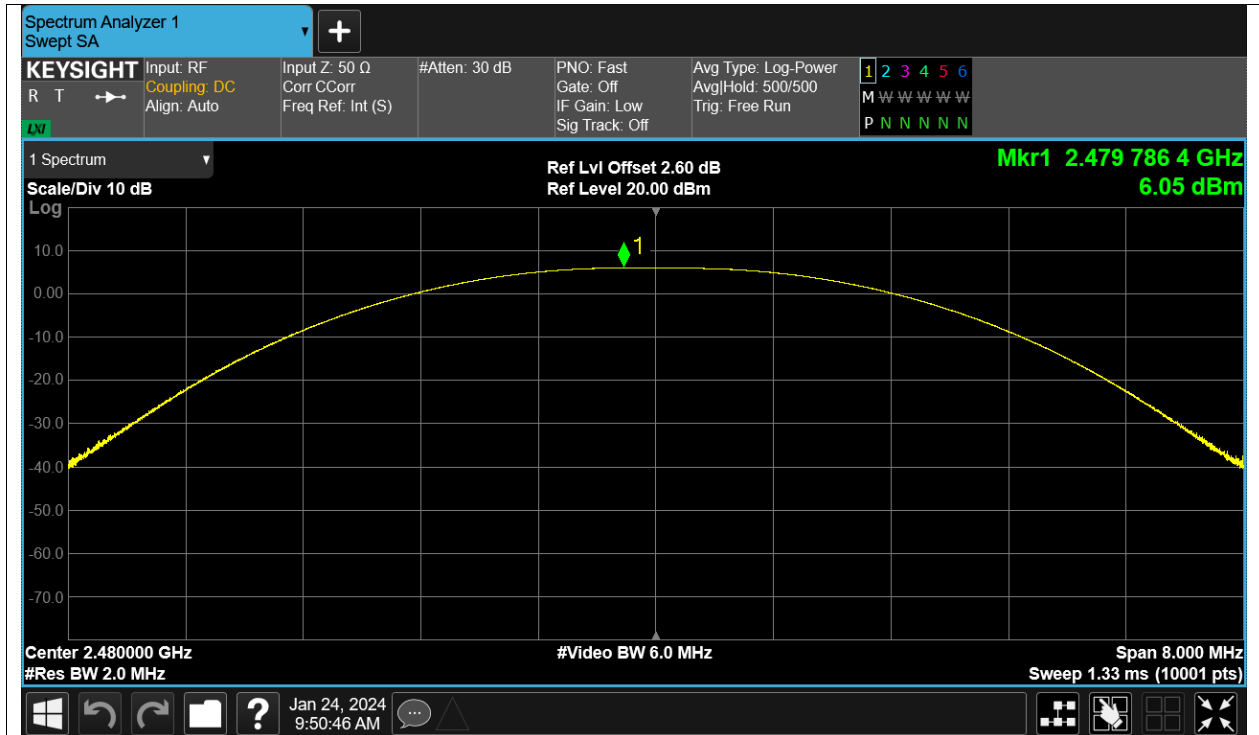 Spectrum Analyzer 1
Swept SA
KEYSIGHT
R T
LXI
Input: RF
Coupling: DC
Align: Auto
Input Z: 50 Ω
Corr CCorr
Freq Ref: Int (S)
#Atten: 30 dB
PNO: Fast
Gate: Off
IF Gain: Low
Sig Track: Off
Avg Type: Log-Power
Avg|Hold: 500/500
Trig: Free Run
1 2 3 4 5 6
M W W W W W
P N N N N N
1 Spectrum
Scale/Div 10 dB
Log
Ref Lvl Offset 2.60 dB
Ref Level 20.00 dBm
Mkr1 2.479 786 4 GHz
6.05 dBm
1
10.0
0.00
-10.0
-20.0
-30.0
-40.0
-50.0
-60.0
-70.0
Center 2.480000 GHz
#Res BW 2.0 MHz
#Video BW 6.0 MHz
Span 8.000 MHz
Sweep 1.33 ms (10001 pts)
?
Jan 24, 2024
9:50:46 AM